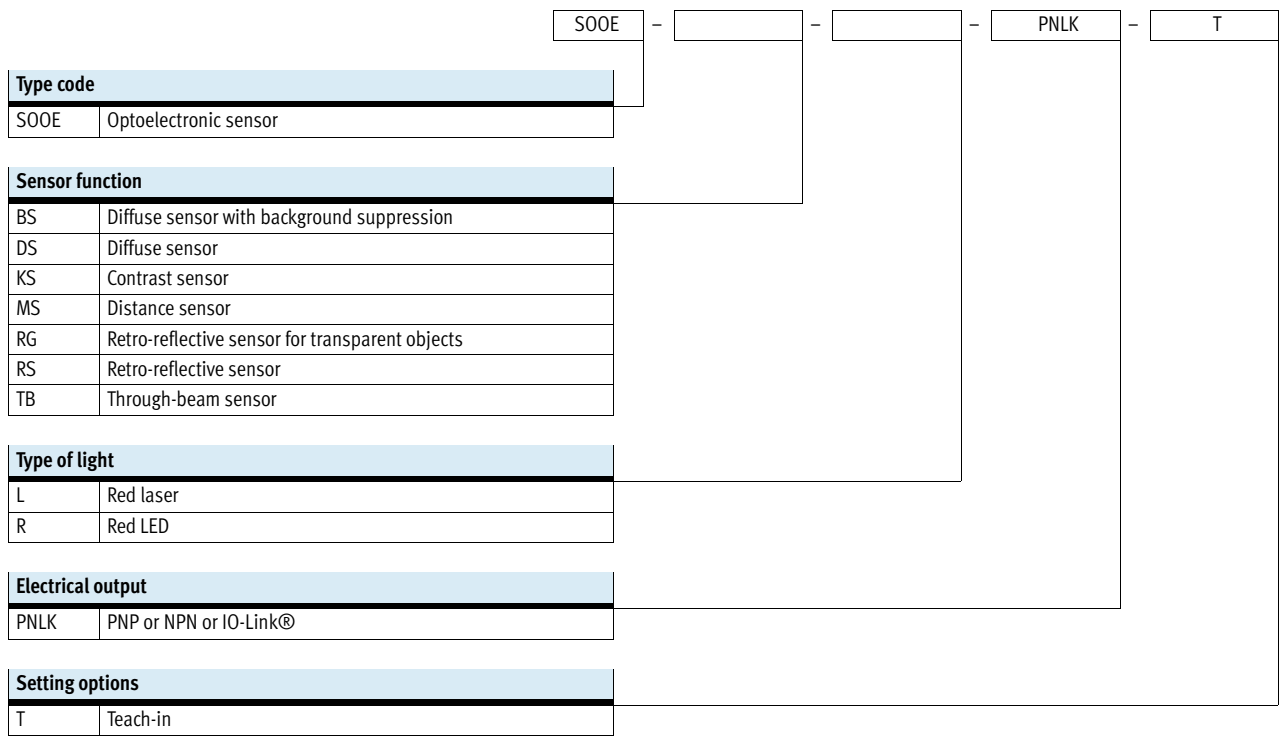 SOOE – – – PNLK – T
Type code
SOOE Optoelectronic sensor
Sensor function
BS Diffuse sensor with background suppression
DS Diffuse sensor
KS Contrast sensor
MS Distance sensor
RG Retro-reflective sensor for transparent objects
RS Retro-reflective sensor
TB Through-beam sensor
Type of light
L Red laser
R Red LED
Electrical output
PNLK PNP or NPN or IO-Link®
Setting options
T Teach-in